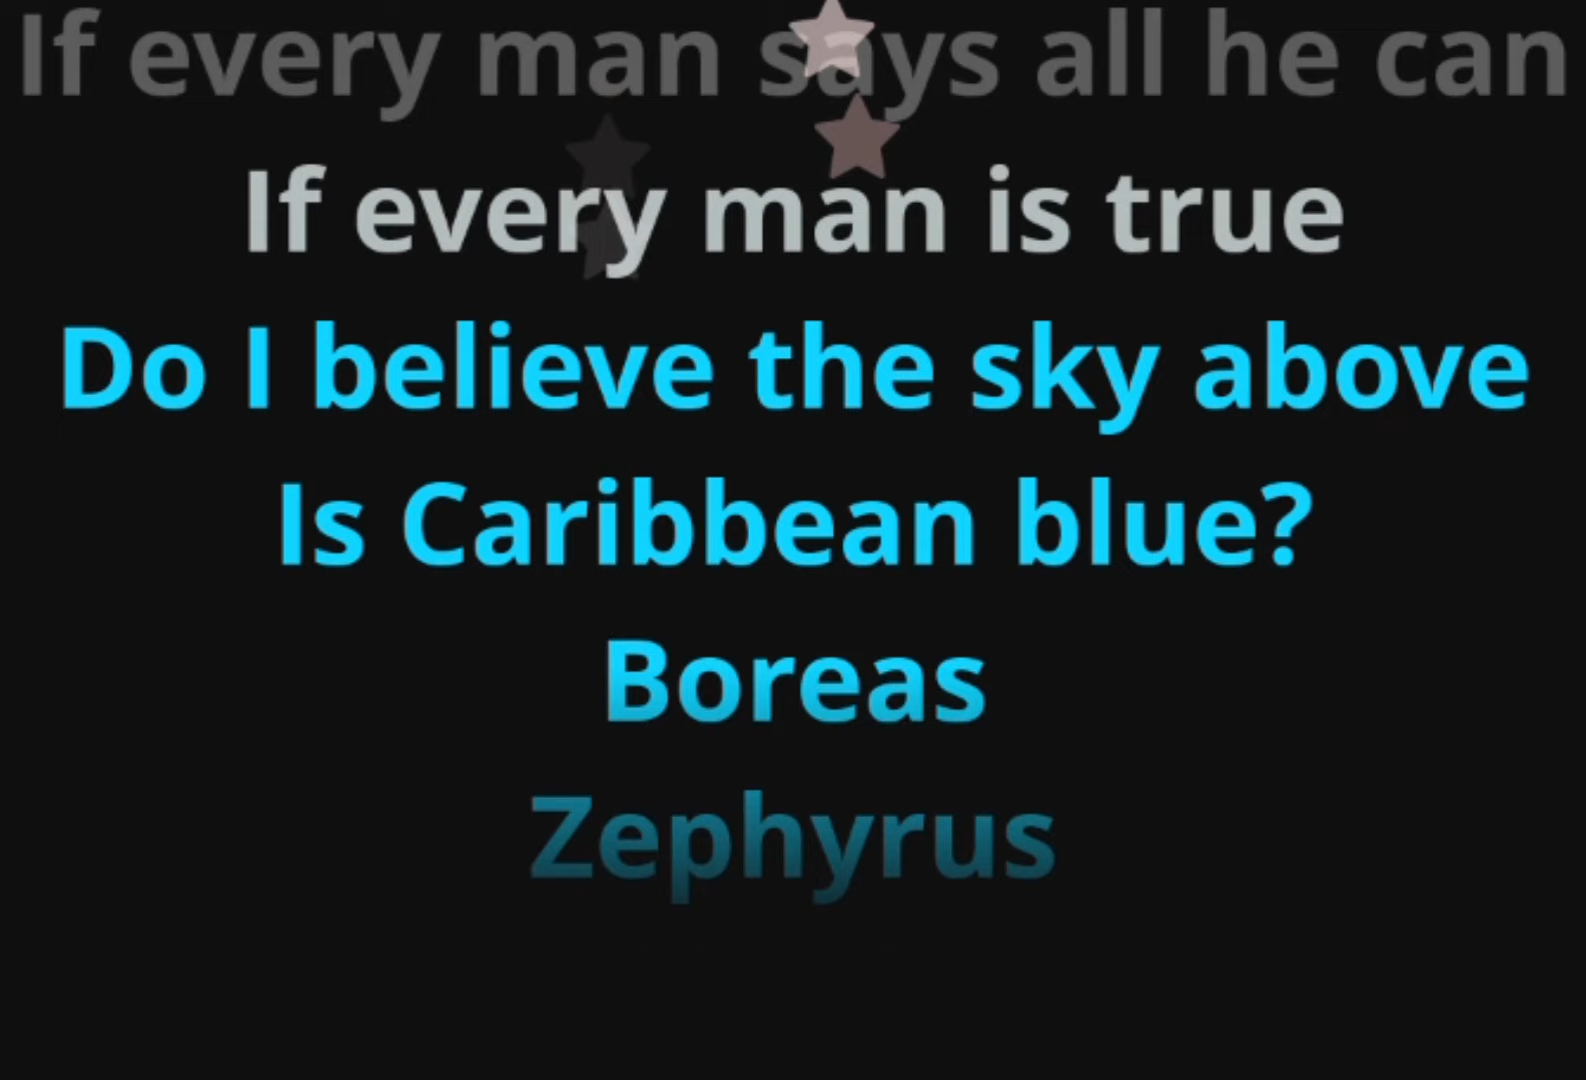 If every man says all he can
If every man is true
Do I believe the sky above
Is Caribbean blue?
Boreas
Zephyrus